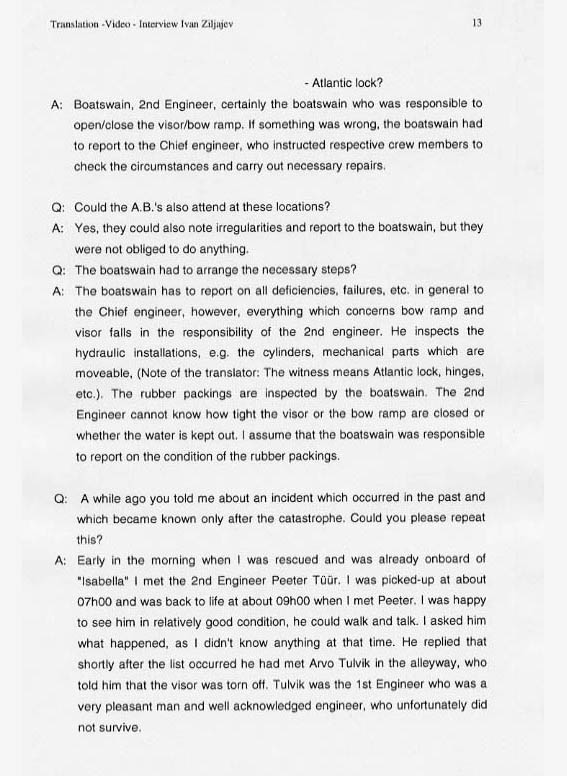 Translation -Video - Interview Ivan Ziljajev 13
- Atlantic lock?
A: Boatswain, 2nd Engineer, certainly the boatswain who was responsible to
open/close the visor/bow ramp. If something was wrong, the boatswain had
to report to the Chief engineer, who instructed respective crew members to
check the circumstances and carry out necessary repairs.
Q: Could the A.B.'s also attend at these locations?
A: Yes, they could also note irregularities and report to the boatswain, but they
were not obliged to do anything.
Q: The boatswain had to arrange the necessary steps?
A: The boatswain has to report on all deficiencies, failures, etc. in general to
the Chief engineer, however, everything which concerns bow ramp and
visor falls in the responsibility of the 2nd engineer. He inspects the
hydraulic installations, e.g. the cylinders, mechanical parts which are
moveable, (Note of the translator: The witness means Atlantic lock, hinges,
etc.). The rubber packings are inspected by the boatswain. The 2nd
Engineer cannot know how tight the visor or the bow ramp are closed or
whether the water is kept out. I assume that the boatswain was responsible
to report on the condition of the rubber packings.
Q: A while ago you told me about an incident which occurred in the past and
which became known only after the catastrophe. Could you please repeat
this?
A: Early in the morning when I was rescued and was already onboard of
"Isabella" I met the 2nd Engineer Peeter Tüür. I was picked-up at about
07h00 and was back to life at about 09h00 when I met Peeter. I was happy
to see him in relatively good condition, he could walk and talk. I asked him
what happened, as I didn't know anything at that time. He replied that
shortly after the list occurred he had met Arvo Tulvik in the alleyway, who
told him that the visor was torn off. Tulvik was the 1st Engineer who was a
very pleasant man and well acknowledged engineer, who unfortunately did
not survive.